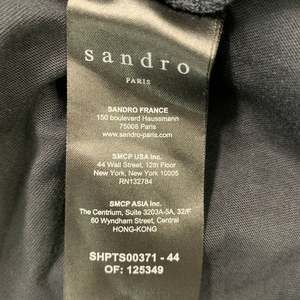 sandro
PARIS
SANDRO FRANCE
150 boulevard Haussmann
75008 Paris
www.sandro-paris.com
SMCP USA Inc.
44 Wall Street, 12th Floor
New York, New York 10005
RN132784
SMCP ASIA Inc.
The Centrium, Suite 3203A-5A, 32/F
60 Wyndham Street, Central
HONG-KONG
SHPTS00371 - 44
OF: 125349